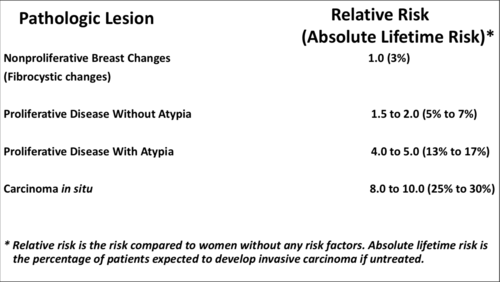 Pathologic Lesion Relative Risk
(Absolute Lifetime Risk)*
Nonproliferative Breast Changes 1.0 (3%)
(Fibrocystic changes)
Proliferative Disease Without Atypia 1.5 to 2.0 (5% to 7%)
Proliferative Disease With Atypia 4.0 to 5.0 (13% to 17%)
Carcinoma in situ 8.0 to 10.0 (25% to 30%)
* Relative risk is the risk compared to women without any risk factors. Absolute lifetime risk is
the percentage of patients expected to develop invasive carcinoma if untreated.